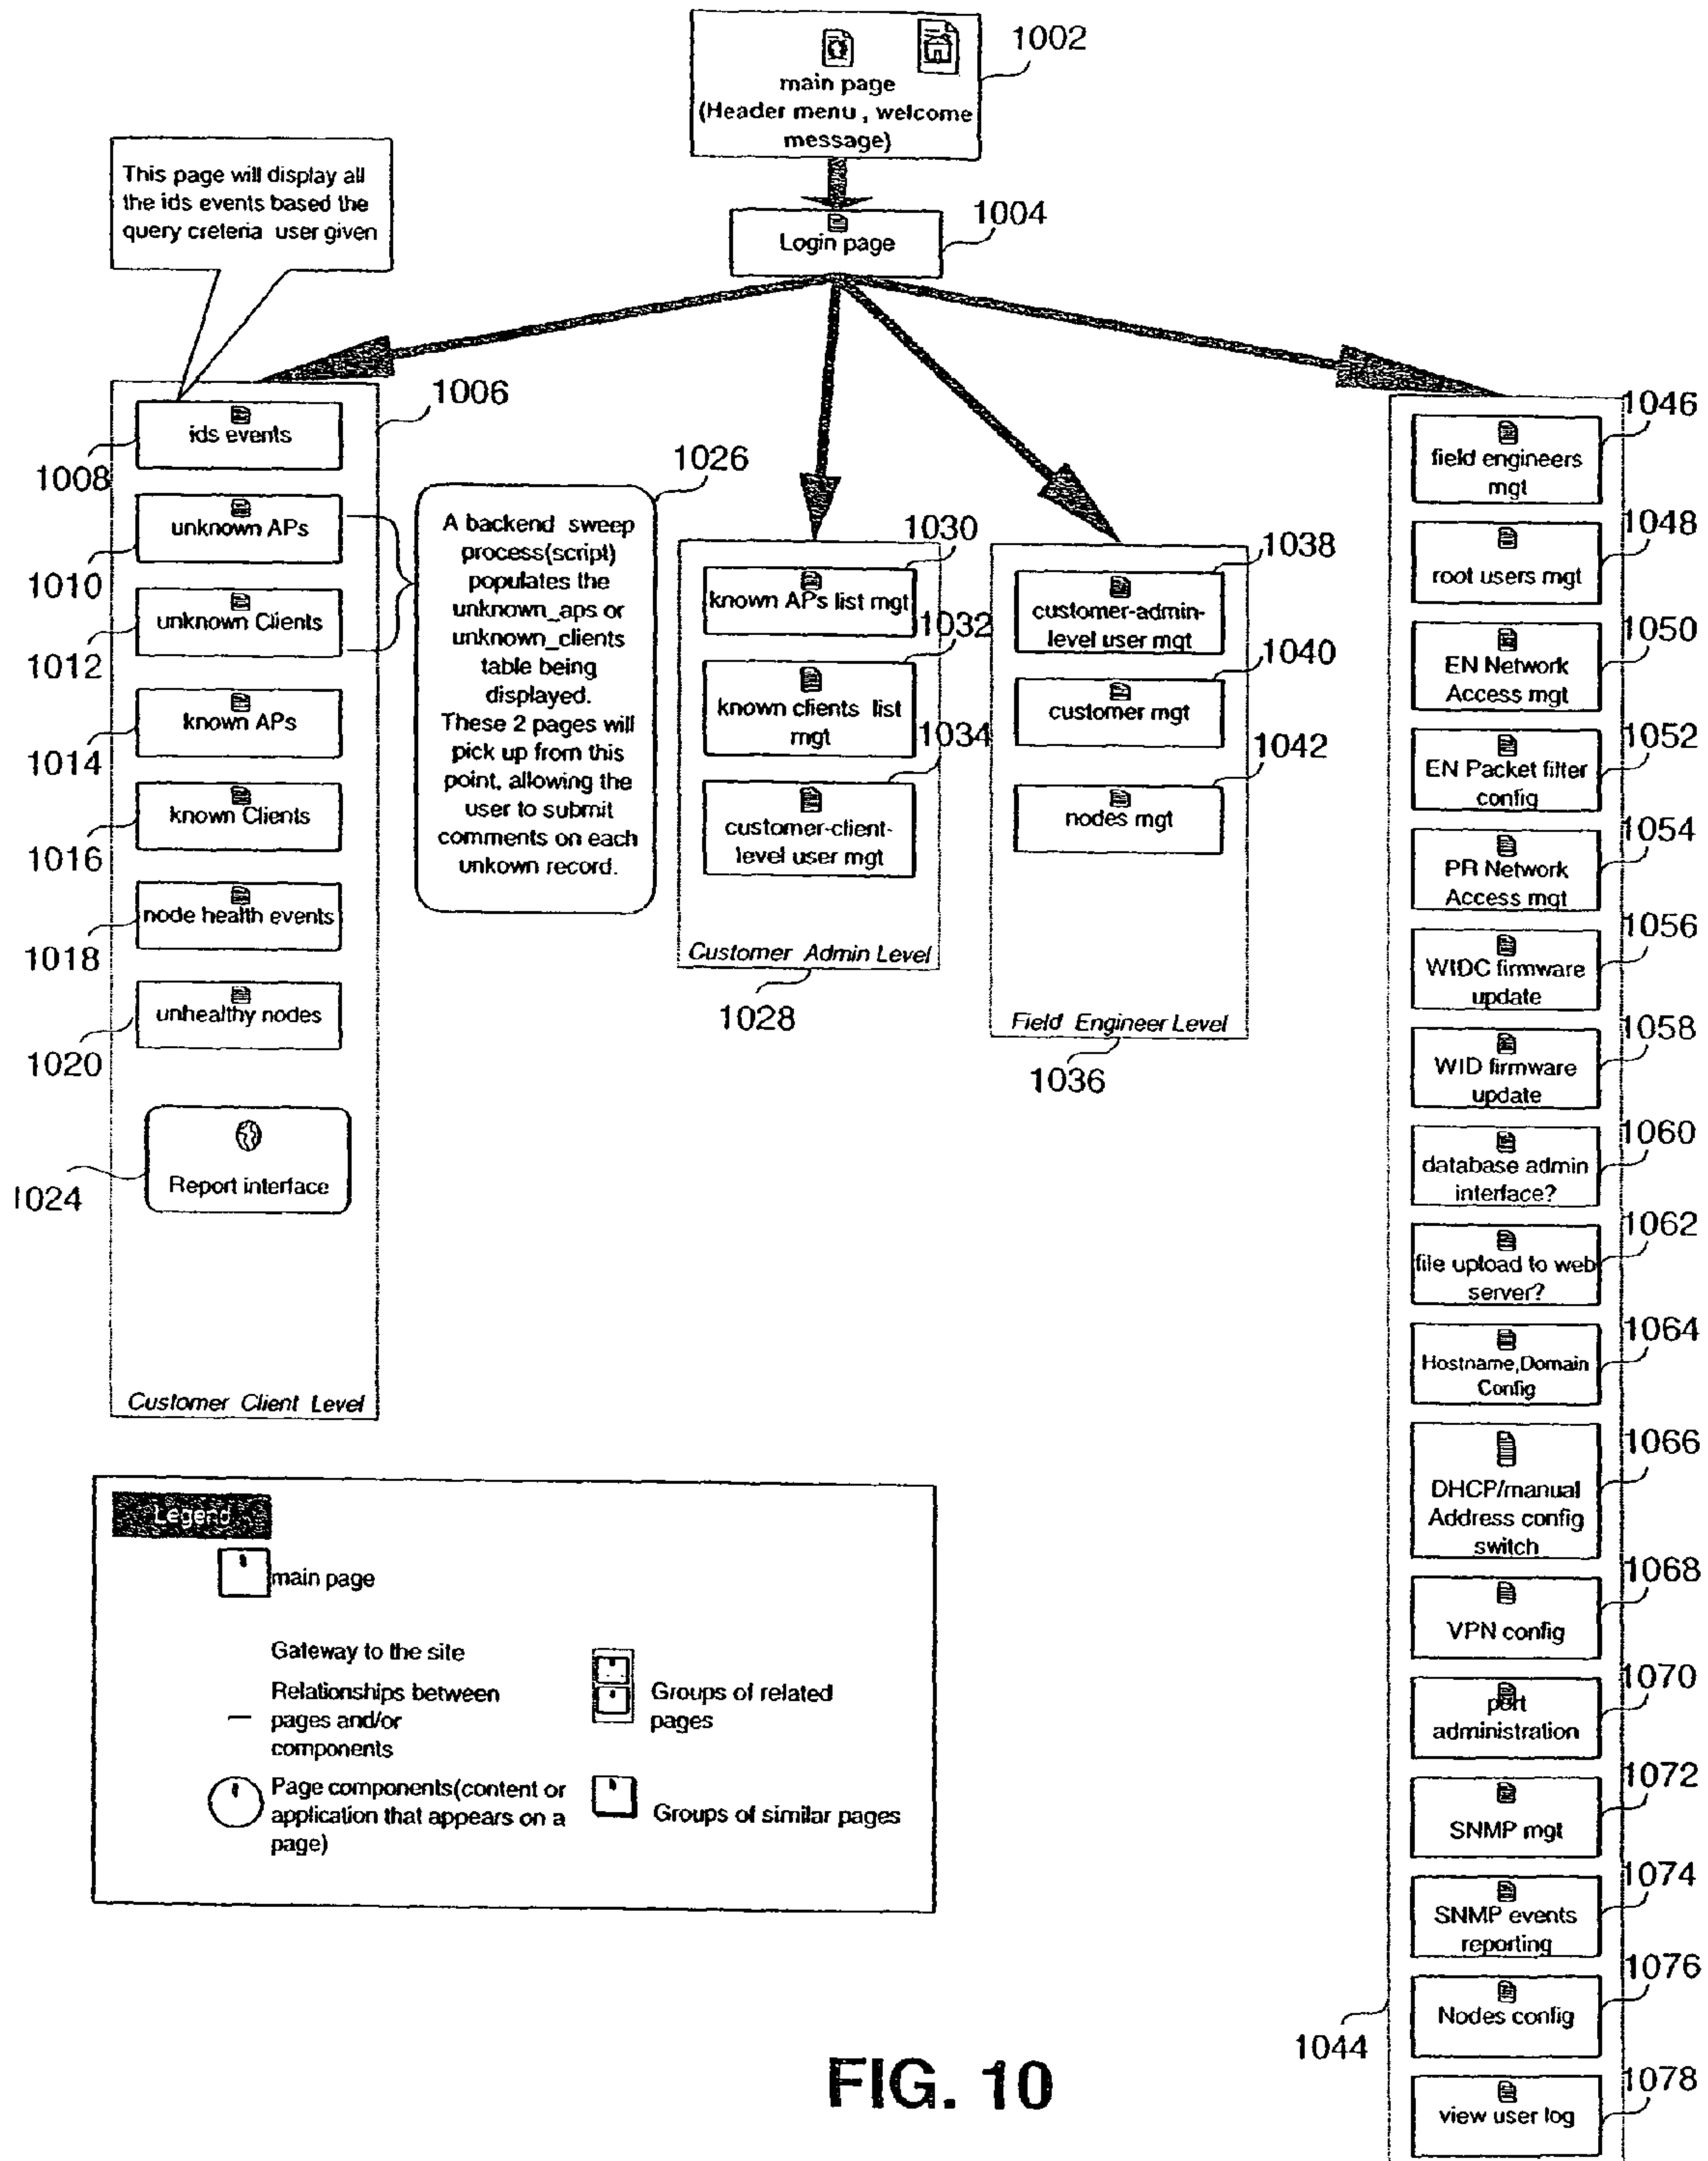 1002
main page
(Header menu , welcome
message)
This page will display all
the ids events based the
query creteria user given
1004
Login page
1006
ids events
1008
unknown APs
1010
unknown Clients
1012
known APs
1014
known Clients
1016
node health events
1018
unhealthy nodes
1020
Report interface
1024
Customer Client Level
1026
A backend sweep
process(script)
populates the
unknown_aps or
unknown_clients
table being
displayed.
These 2 pages will
pick up from this
point, allowing the
user to submit
comments on each
unkown record.
1030
known APs list mgt
1032
known clients list
mgt
1034
customer-client-
level user mgt
Customer Admin Level
1028
1038
customer-admin-
level user mgt
1040
customer mgt
1042
nodes mgt
Field Engineer Level
1036
1046
field engineers
mgt
1048
root users mgt
1050
EN Network
Access mgt
1052
EN Packet filter
config
1054
PR Network
Access mgt
1056
WIDC firmware
update
1058
WID firmware
update
1060
database admin
interface?
1062
file upload to web
server?
1064
Hostname,Domain
Config
1066
DHCP/manual
Address config
switch
1068
VPN config
1070
port
administration
1072
SNMP mgt
1074
SNMP events
reporting
1076
Nodes config
1044
1078
view user log
Legend
main page
Gateway to the site
Relationships between
pages and/or
components
Page components(content or
application that appears on a
page)
Groups of related
pages
Groups of similar pages
FIG. 10